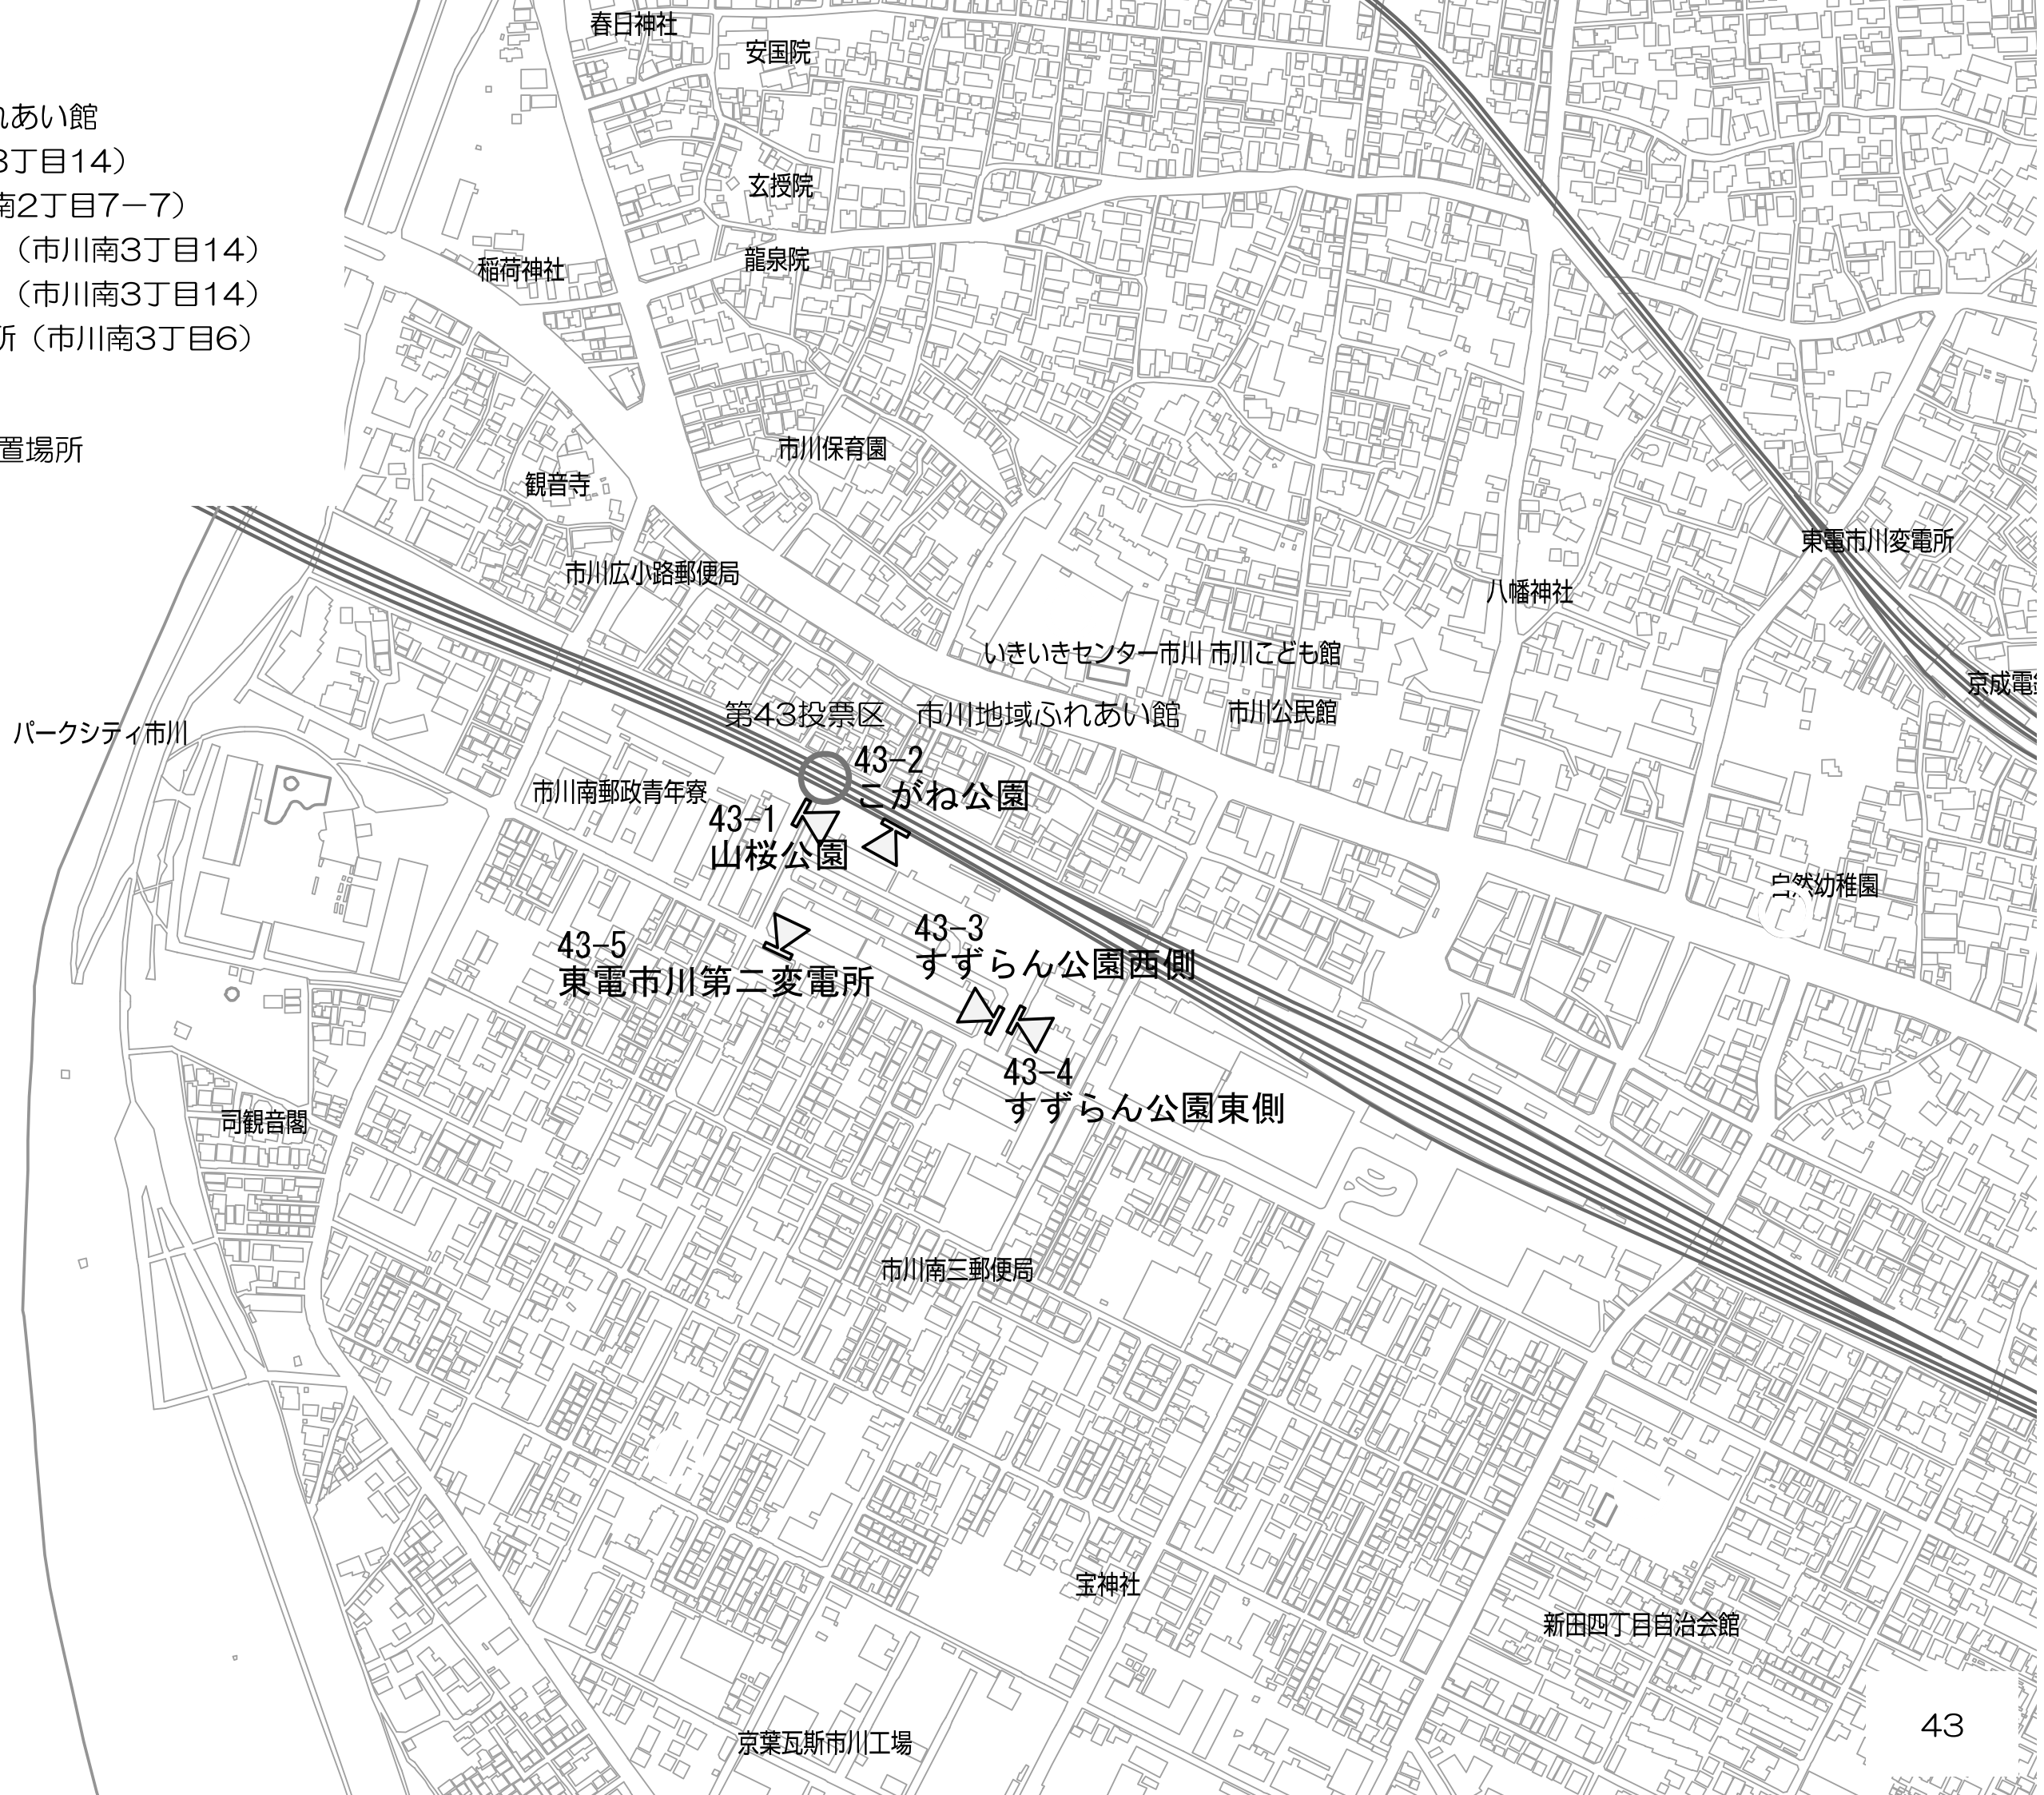 春日神社
安国院
れあい館
3丁目14）
玄授院
南2丁目7－7）
（市川南3丁目14）
龍泉院
稲荷神社
（市川南3丁目14）
所（市川南3丁目6）
置場所
市川保育園
観音寺
東電市川変電所
市川広小路郵便局
八幡神社
いきいきセンター市川 市川こども館
京成電鉄
第43投票区　市川地域ふれあい館
市川公民館
パークシティ市川
43-2
こがね公園
市川南郵政青年寮
43-1
山桜公園
自然幼稚園
43-3
すずらん公園西側
43-5
東電市川第二変電所
43-4
すずらん公園東側
司観音閣
市川南三郵便局
宝神社
新田四丁目自治会館
43
京葉瓦斯市川工場